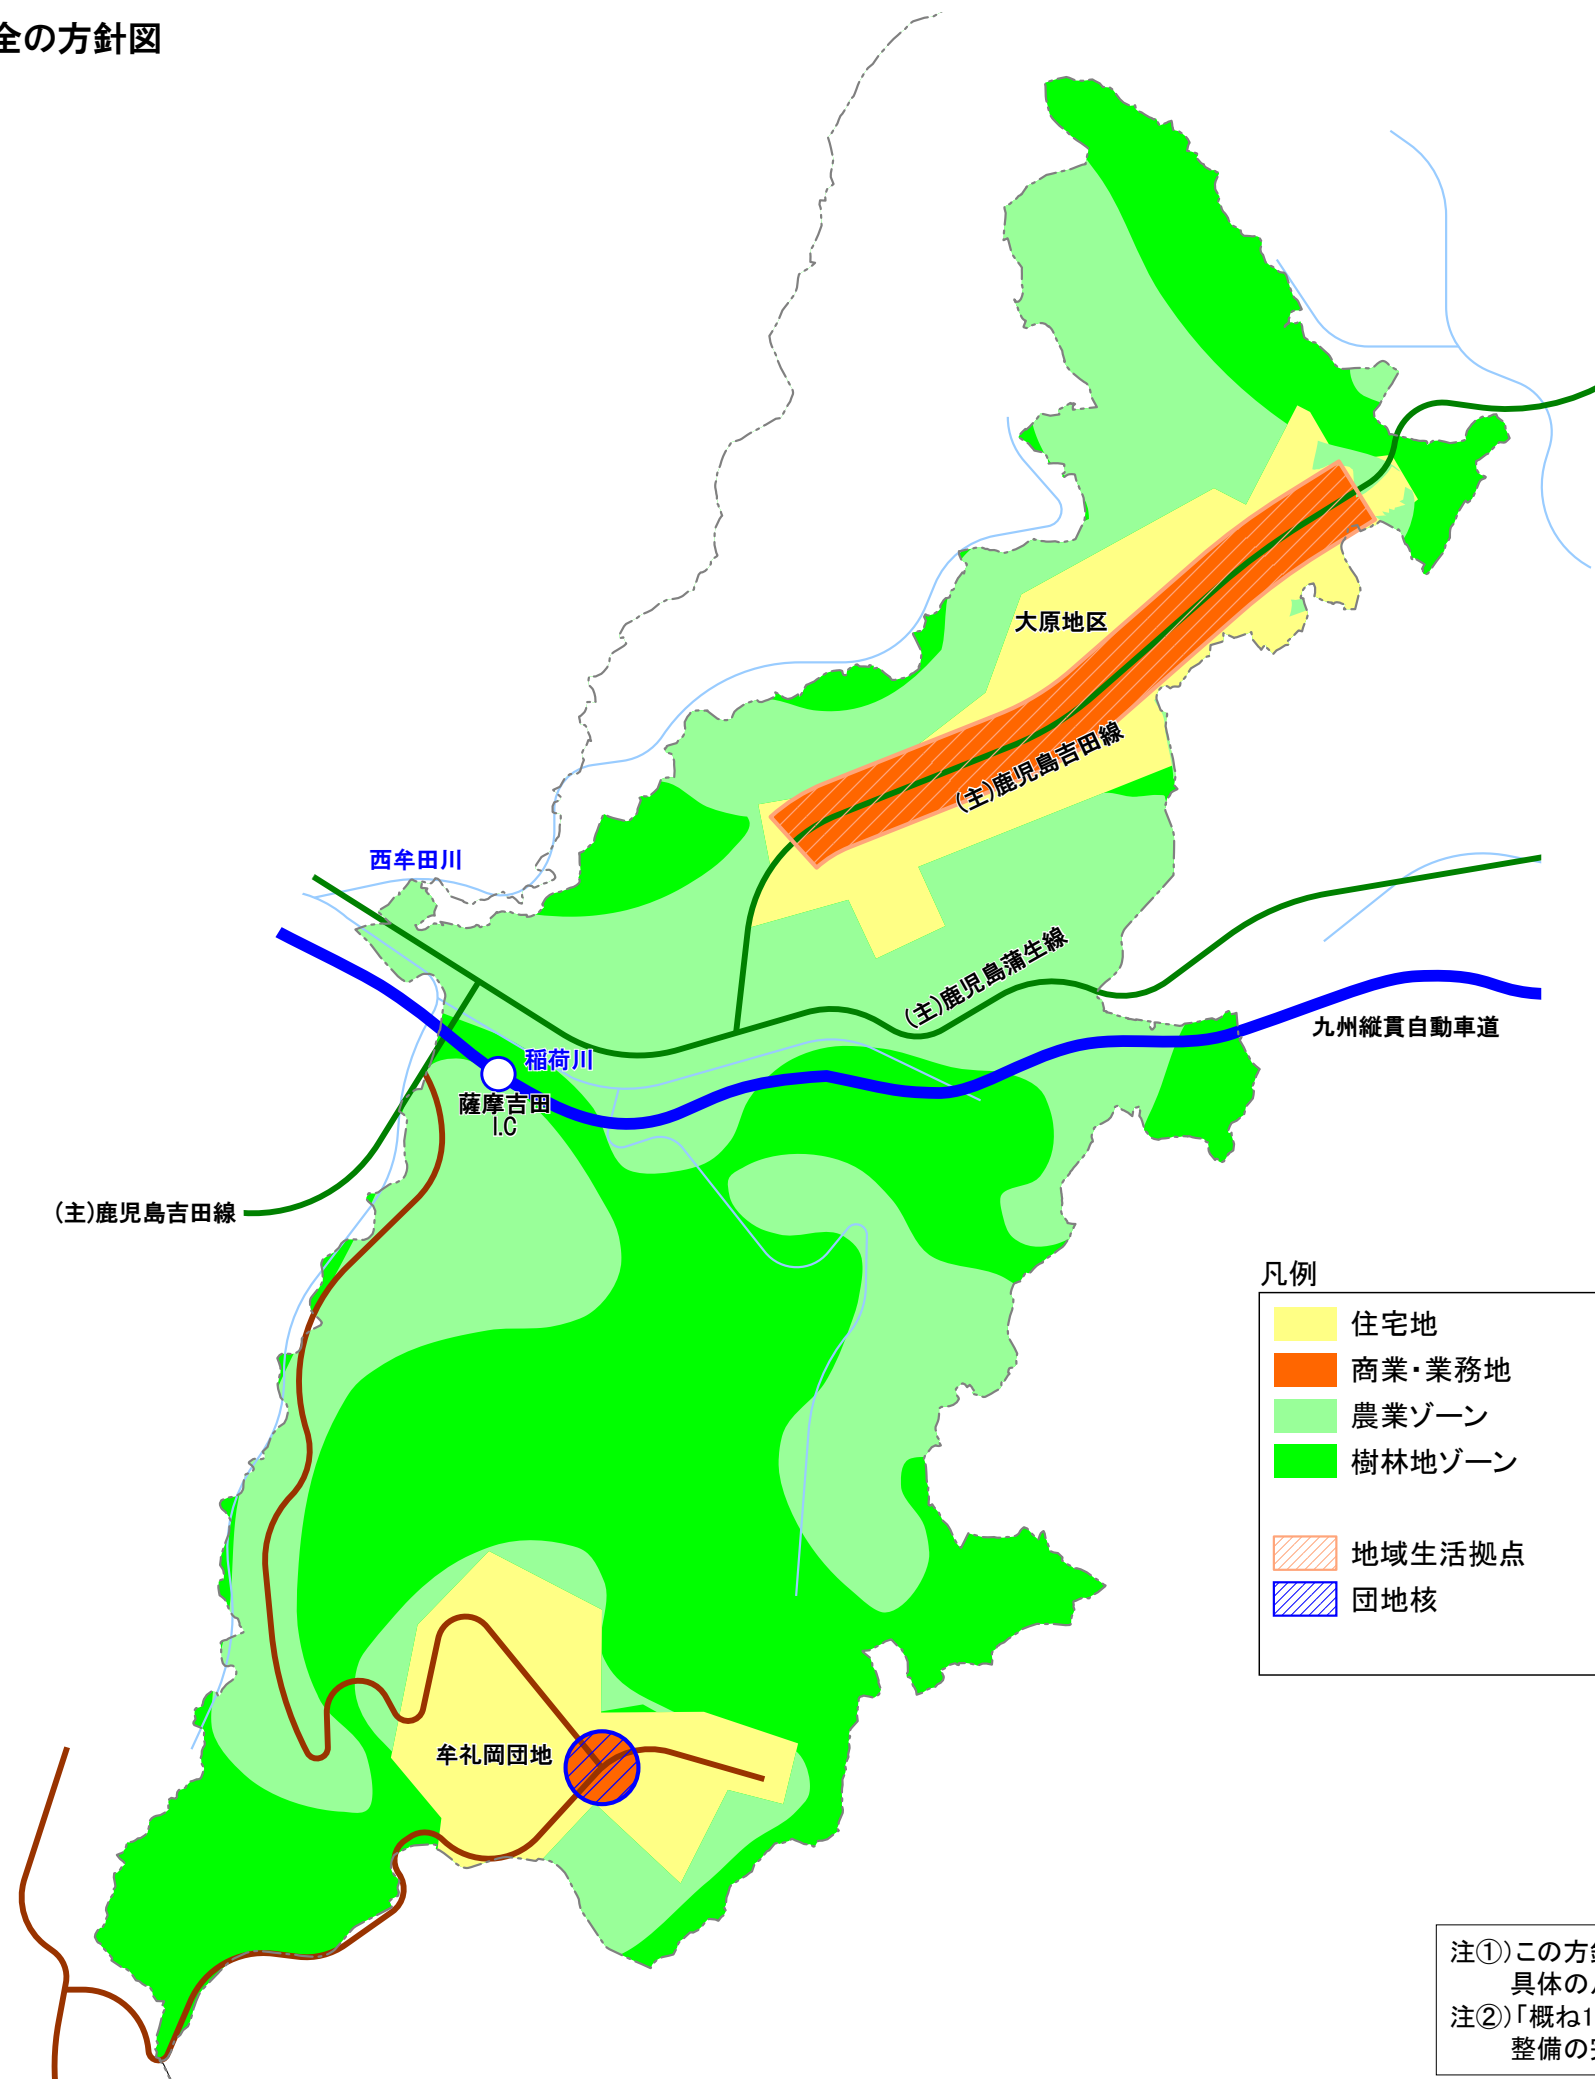 全の方針図
大原地区
(主)鹿児島吉田線
西牟田川
(主)鹿児島蒲生線
九州縦貫自動車道
稲荷川
薩摩吉田
I.C
(主)鹿児島吉田線
凡例
住宅地
商業・業務地
農業ゾーン
樹林地ゾーン
地域生活拠点
団地核
牟礼岡団地
注①)この方
具体の
注②)「概ね1
整備の